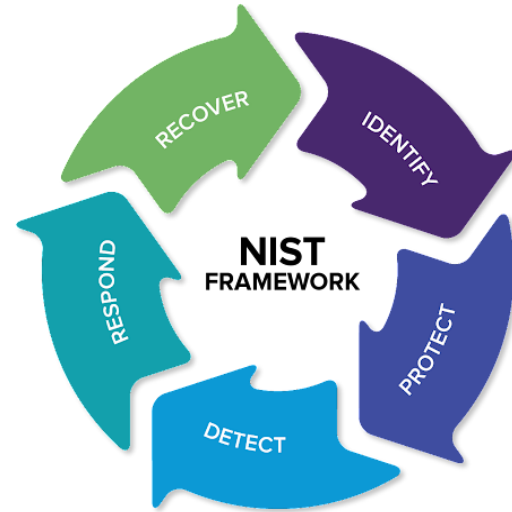 NIST
FRAMEWORK
IDENTIFY
PROTECT
DETECT
RESPOND
RECOVER